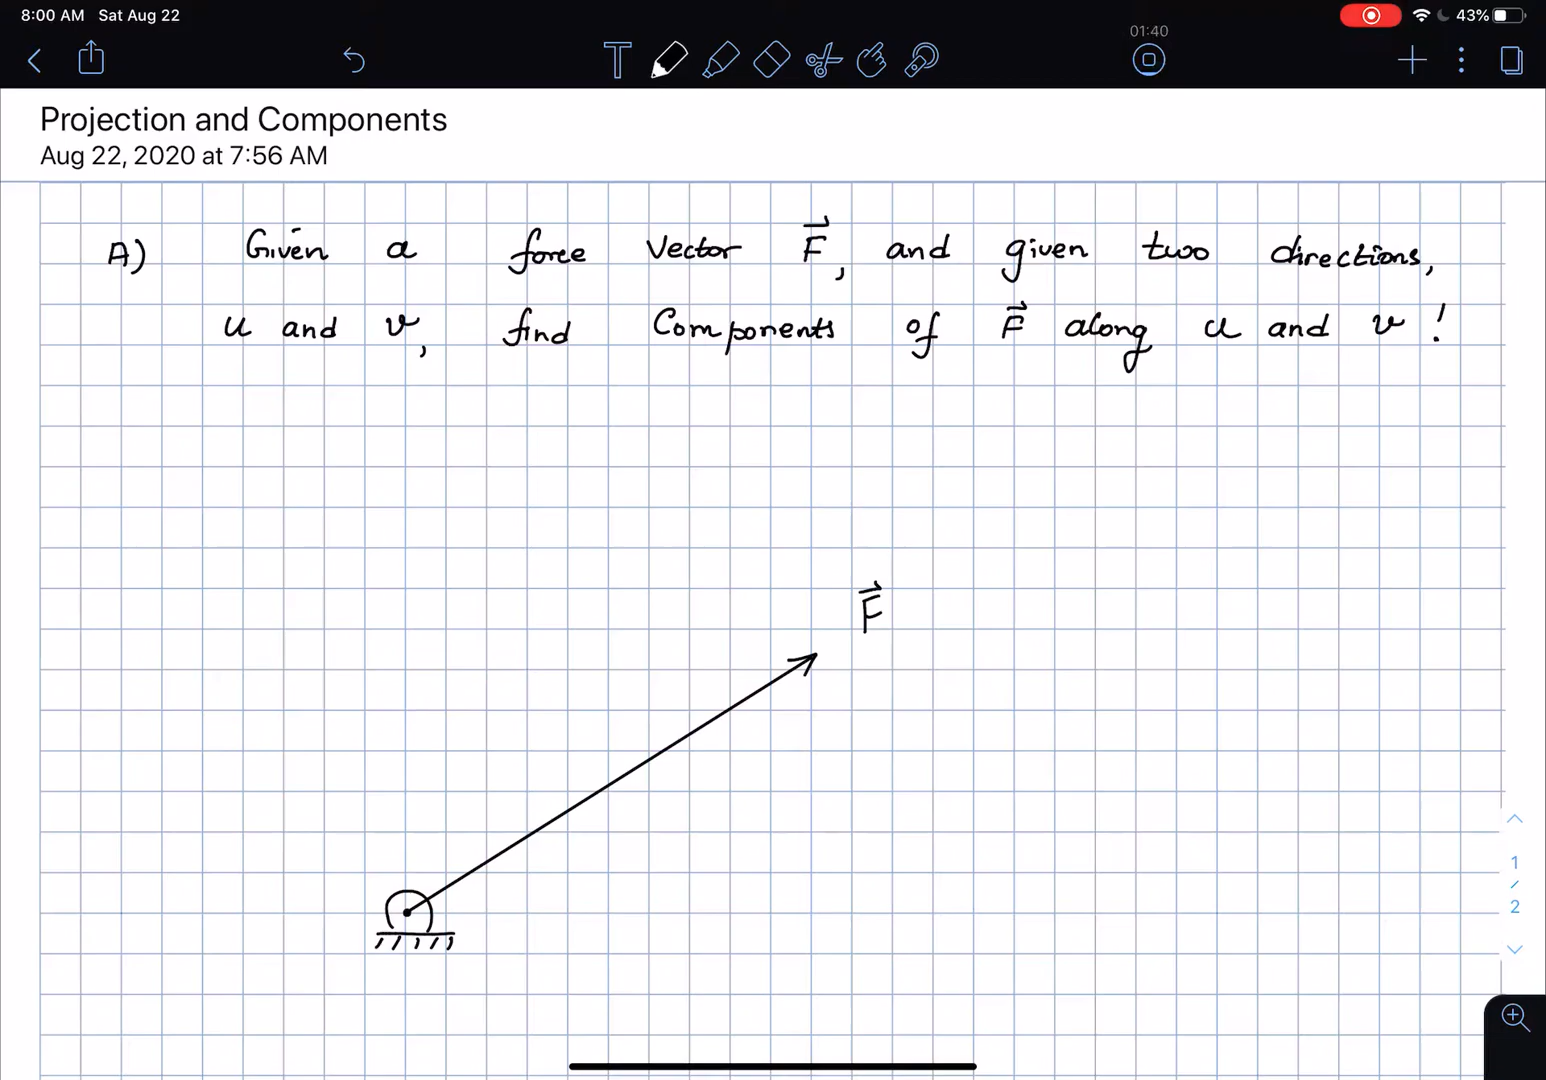 8:00 AM Sat Aug 22
43%
01:40
T
Projection and Components
Aug 22, 2020 at 7:56 AM
A) Given a force vector F⃗, and given two directions,
u and v, find Components of F⃗ along u and v!
F⃗
1
/
2